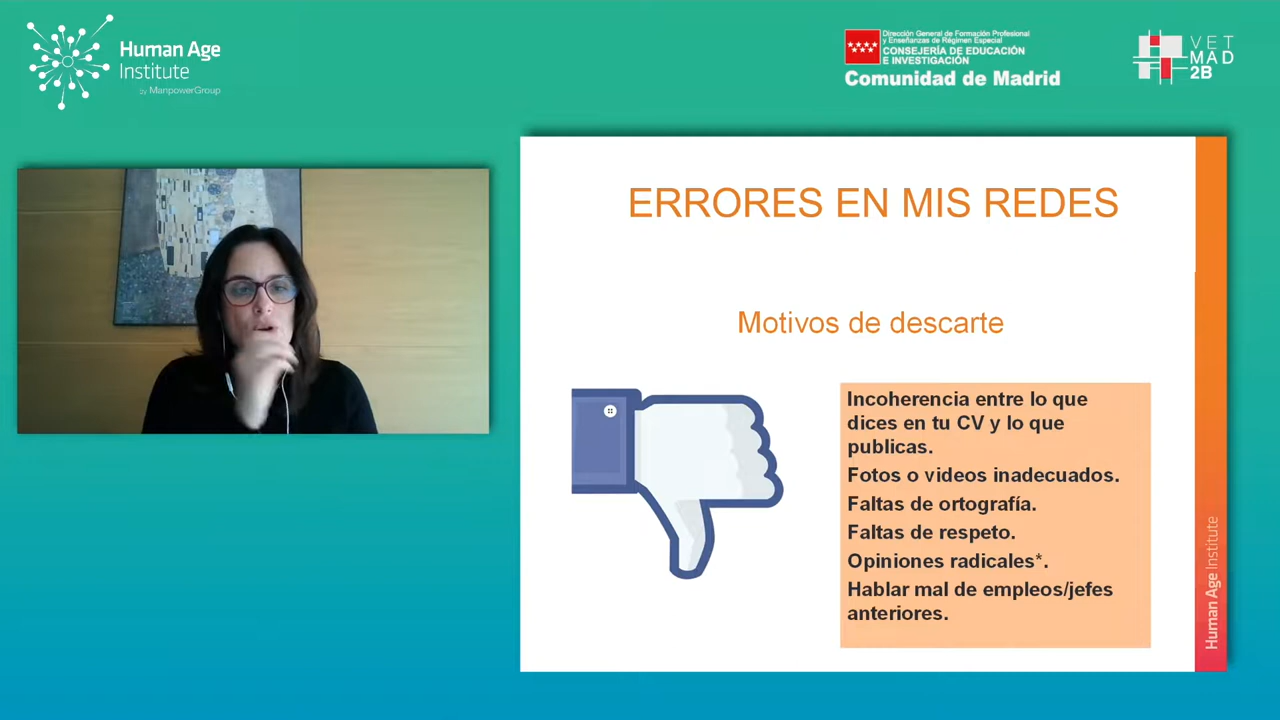 Human Age
Institute
by ManpowerGroup
Dirección General de Formación Profesional
y Enseñanzas de Régimen Especial
CONSEJERÍA DE EDUCACIÓN
E INVESTIGACIÓN
Comunidad de Madrid
VET
MAD
2B
ERRORES EN MIS REDES
Motivos de descarte
Incoherencia entre lo que
dices en tu CV y lo que
publicas.
Fotos o videos inadecuados.
Faltas de ortografía.
Faltas de respeto.
Opiniones radicales*.
Hablar mal de empleos/jefes
anteriores.
Human Age Institute